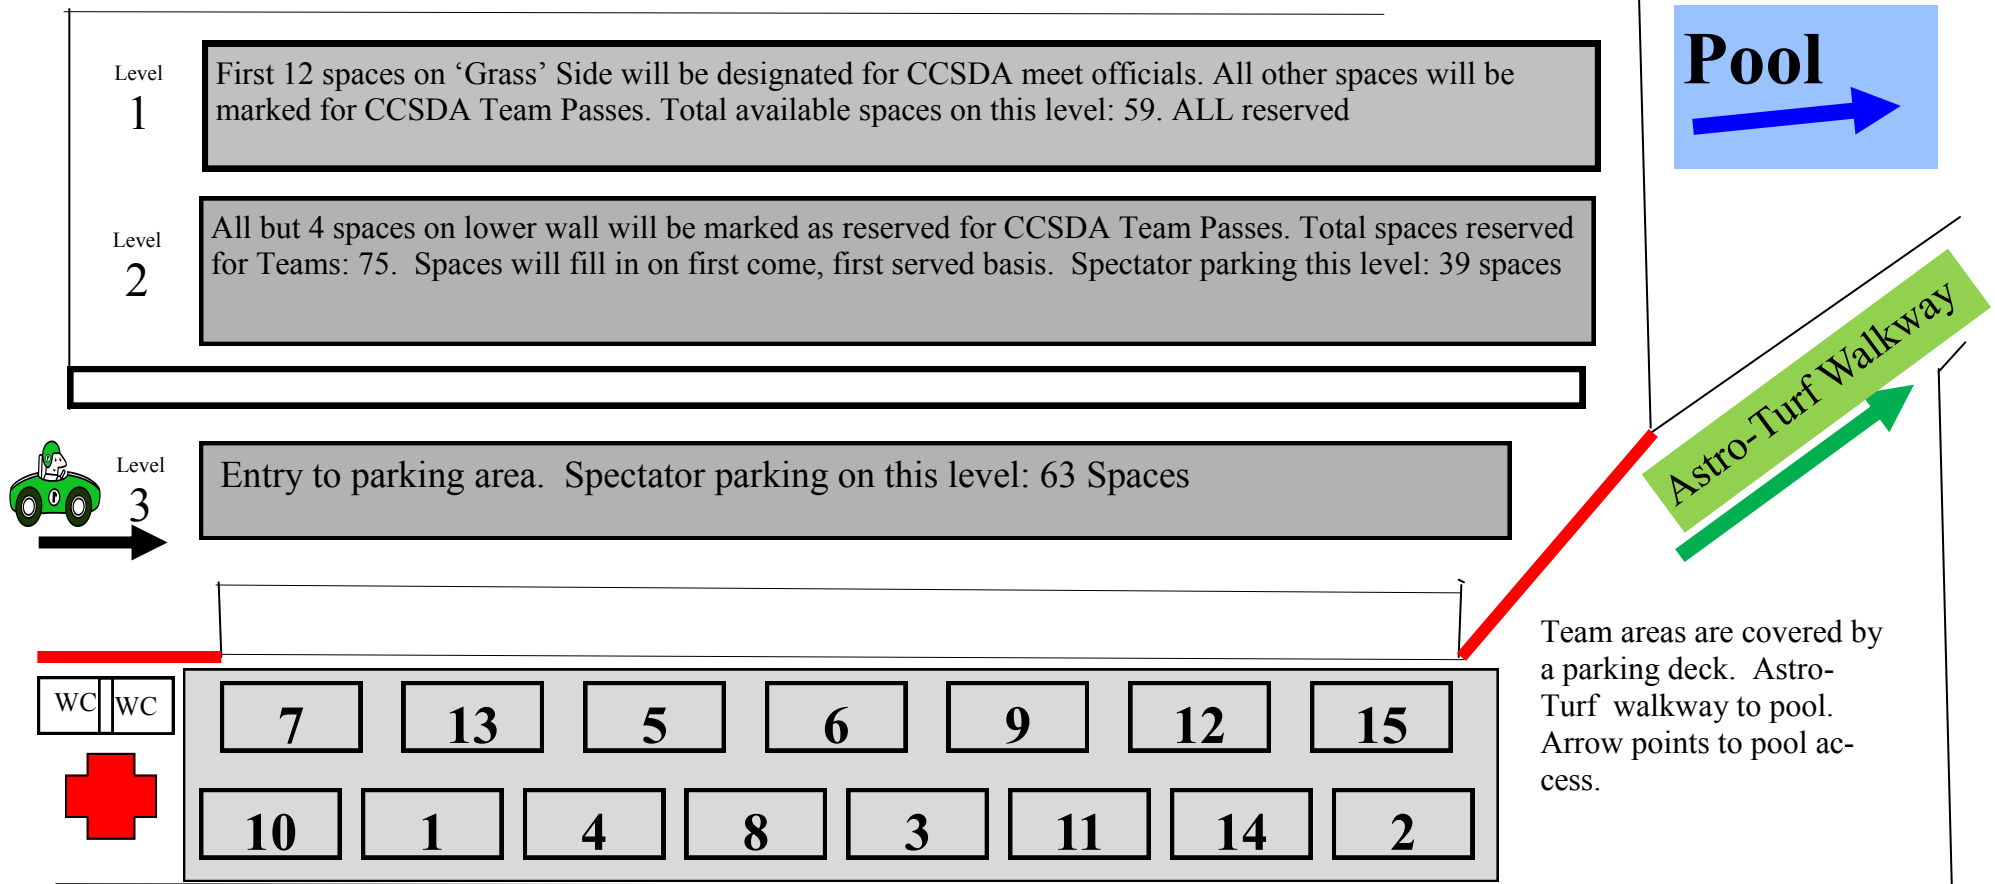 Pool
Level
1
First 12 spaces on ‘Grass’ Side will be designated for CCSDA meet officials. All other spaces will be
marked for CCSDA Team Passes. Total available spaces on this level: 59. ALL reserved
Level
2
All but 4 spaces on lower wall will be marked as reserved for CCSDA Team Passes. Total spaces reserved
for Teams: 75.  Spaces will fill in on first come, first served basis.  Spectator parking this level: 39 spaces
Astro-Turf Walkway
Level
3
Entry to parking area.  Spectator parking on this level: 63 Spaces
Team areas are covered by
a parking deck.  Astro-
Turf  walkway to pool.
Arrow points to pool ac-
cess.
WC WC
7 13 5 6 9 12 15
10 1 4 8 3 11 14 2